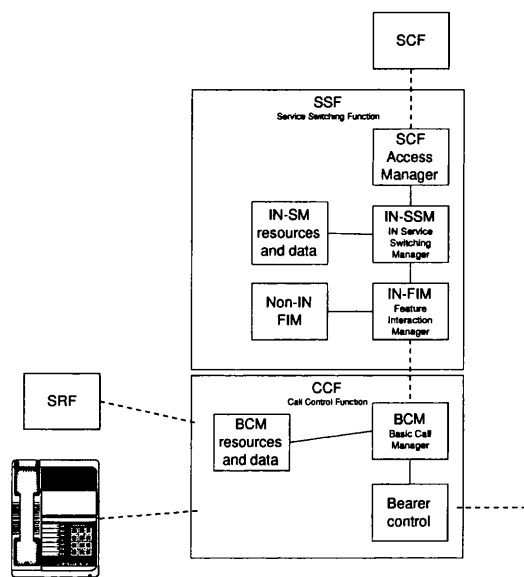 SCF
SSF
Service Switching Function
SCF
Access
Manager
IN-SM
resources
and data
IN-SSM
IN Service
Switching
Manager
Non-IN
FIM
IN-FIM
Feature
Interaction
Manager
SRF
CCF
Call Control Function
BCM
resources
and data
BCM
Basic Call
Manager
Bearer
control